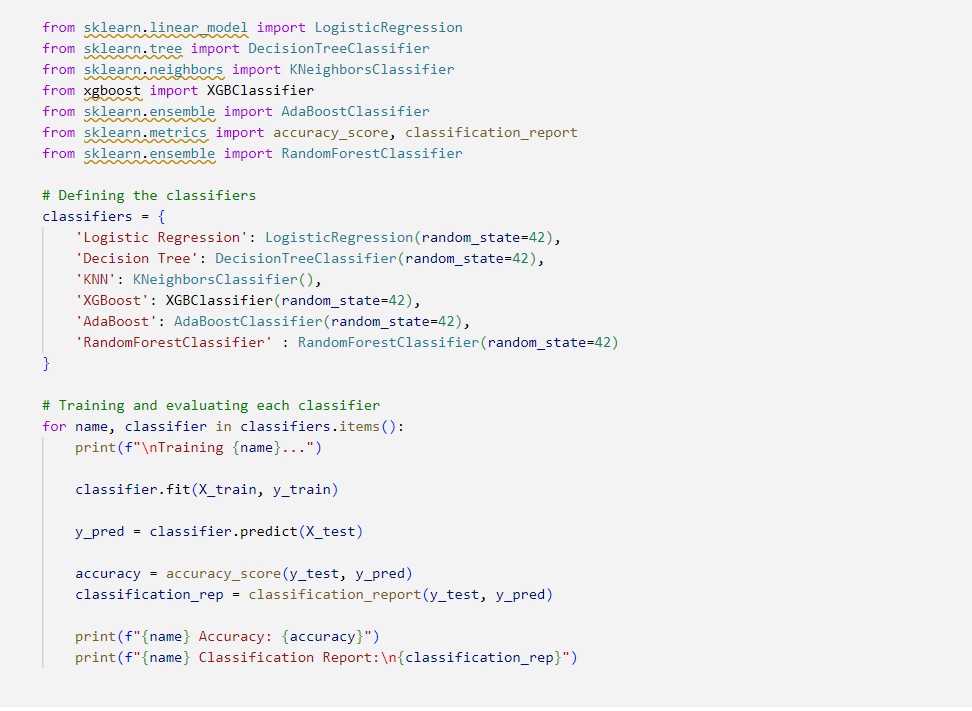 from sklearn.linear_model import LogisticRegression
from sklearn.tree import DecisionTreeClassifier
from sklearn.neighbors import KNeighborsClassifier
from xgboost import XGBClassifier
from sklearn.ensemble import AdaBoostClassifier
from sklearn.metrics import accuracy_score, classification_report
from sklearn.ensemble import RandomForestClassifier

# Defining the classifiers
classifiers = {
    'Logistic Regression': LogisticRegression(random_state=42),
    'Decision Tree': DecisionTreeClassifier(random_state=42),
    'KNN': KNeighborsClassifier(),
    'XGBoost': XGBClassifier(random_state=42),
    'AdaBoost': AdaBoostClassifier(random_state=42),
    'RandomForestClassifier' : RandomForestClassifier(random_state=42)
}

# Training and evaluating each classifier
for name, classifier in classifiers.items():
    print(f"\nTraining {name}...")

    classifier.fit(X_train, y_train)

    y_pred = classifier.predict(X_test)

    accuracy = accuracy_score(y_test, y_pred)
    classification_rep = classification_report(y_test, y_pred)

    print(f"{name} Accuracy: {accuracy}")
    print(f"{name} Classification Report:\n{classification_rep}")